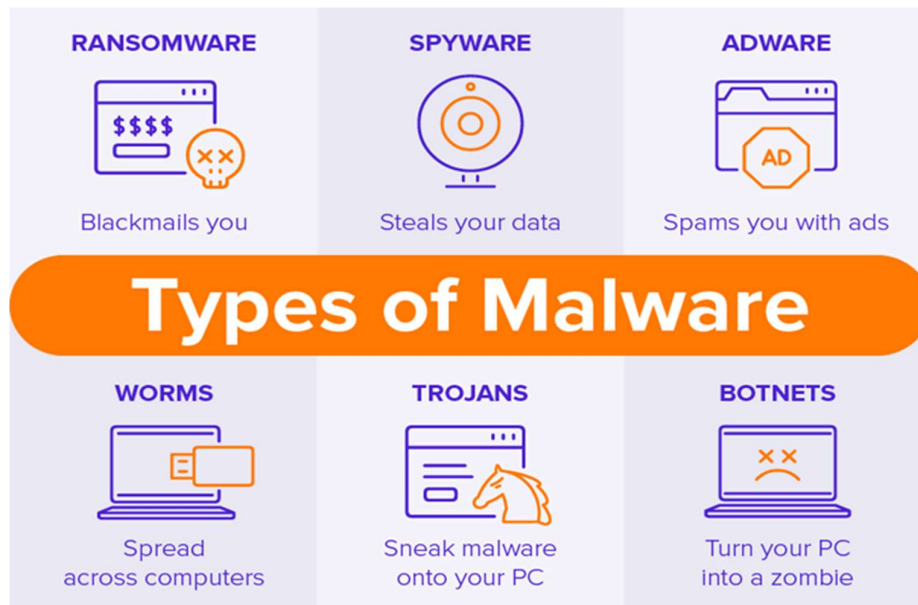 RANSOMWARE
SPYWARE
ADWARE
$$$$
AD
Blackmails you
Steals your data
Spams you with ads
Types of Malware
WORMS
TROJANS
BOTNETS
Spread
across computers
Sneak malware
onto your PC
Turn your PC
into a zombie